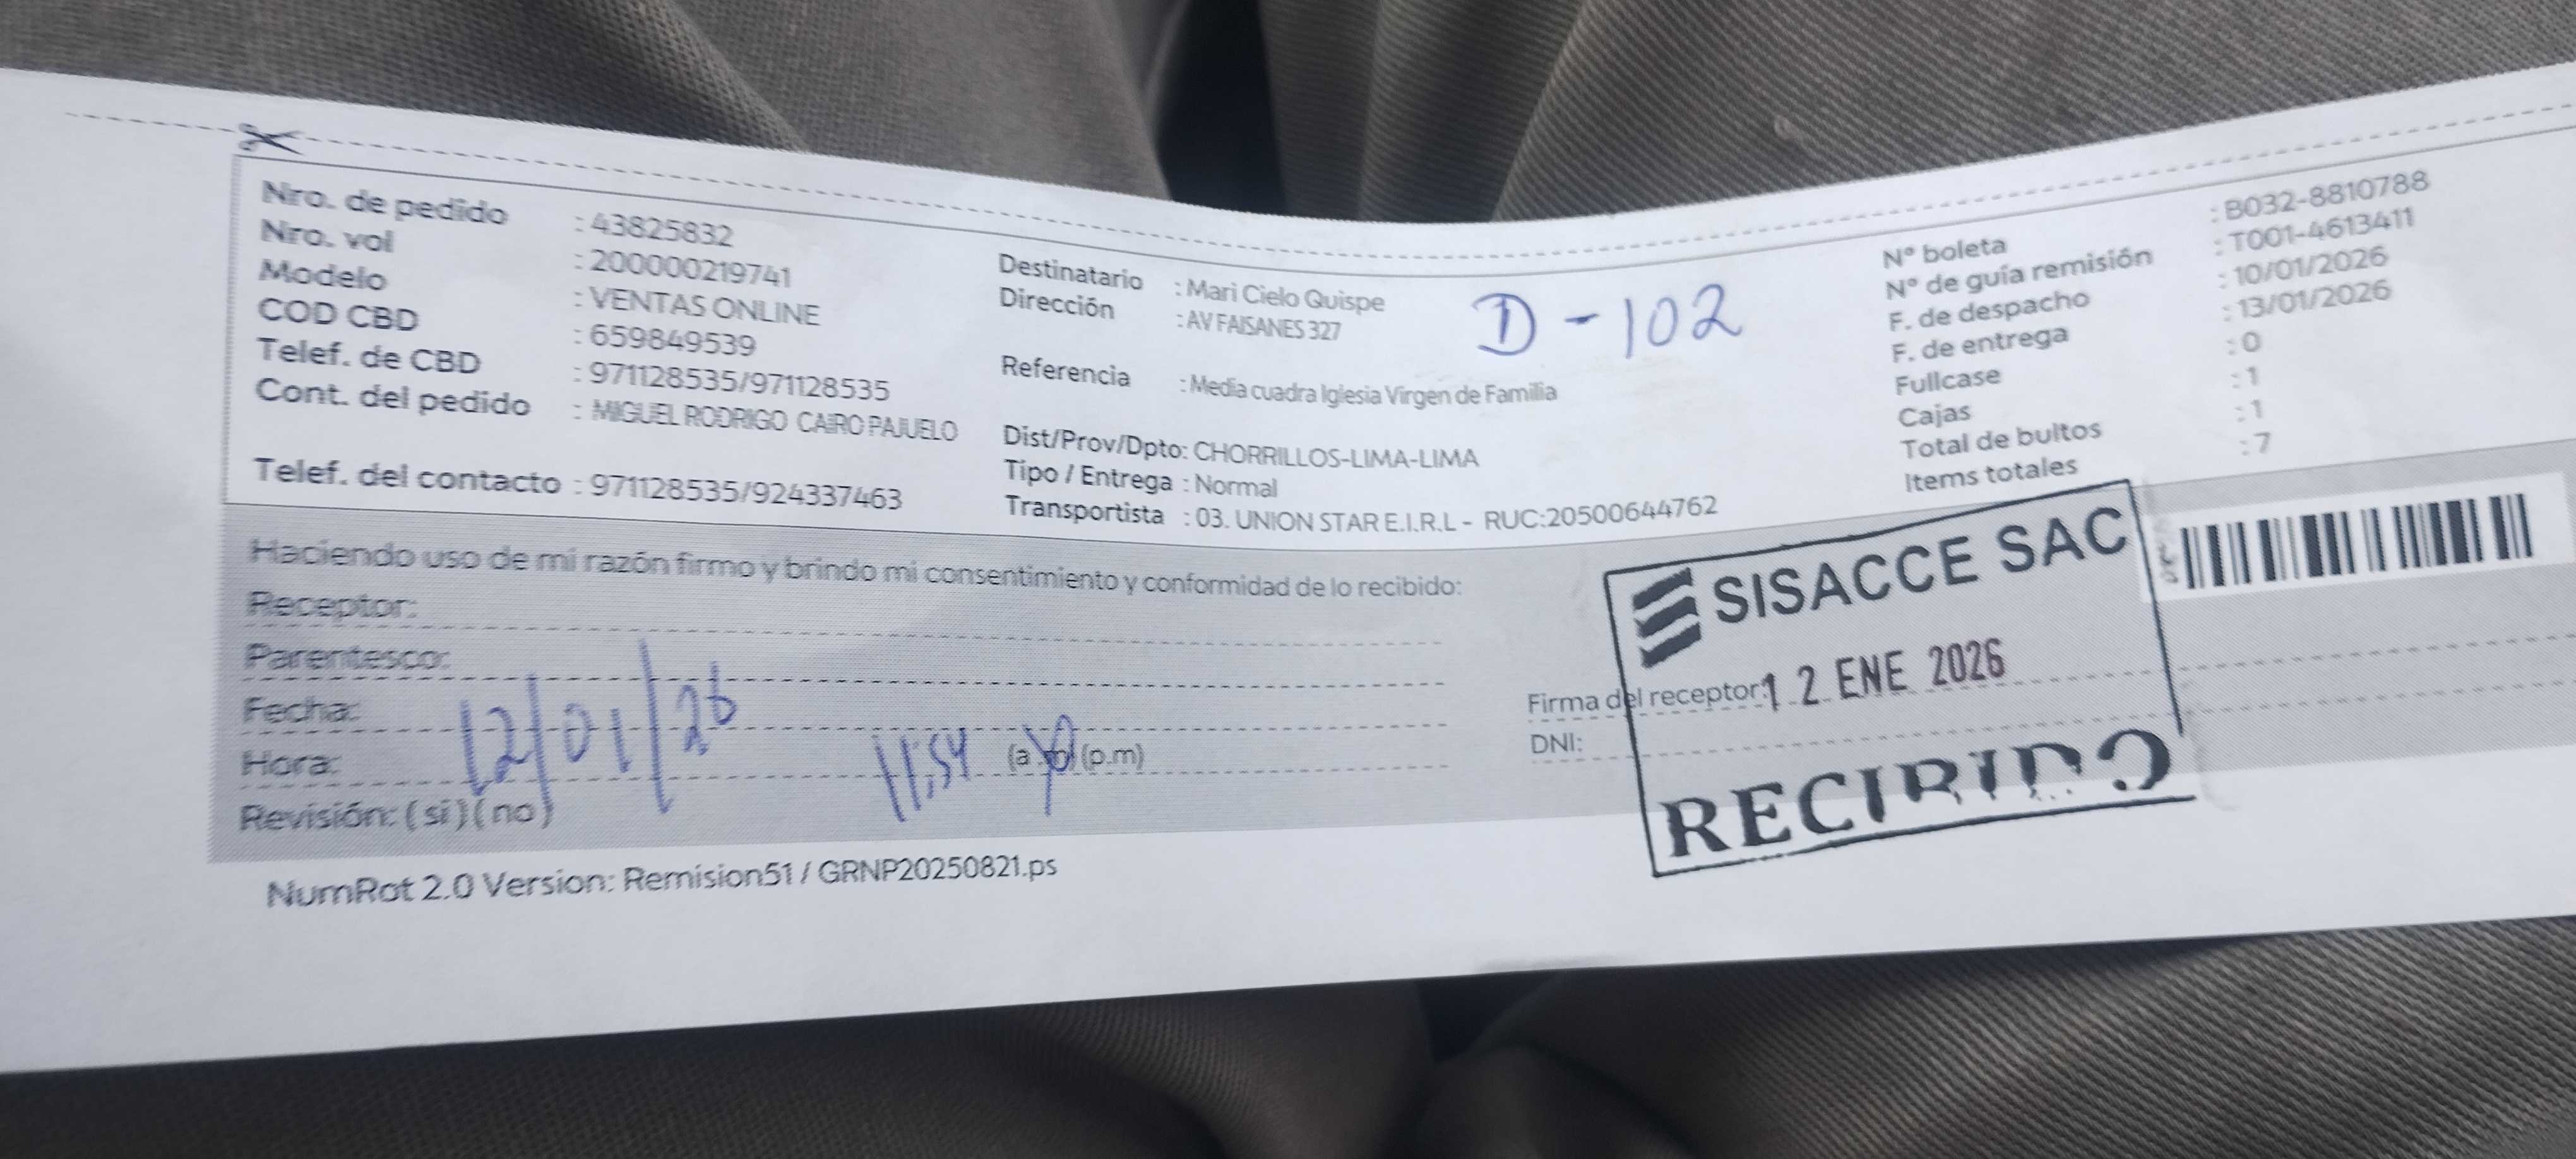 Nro. de pedido : 43825832
Nro. vol : 200000219741
Modelo : VENTAS ONLINE
COD CBD : 659849539
Telef. de CBD : 971128535/971128535
Cont. del pedido : MIGUEL RODRIGO CAIRO PAJUELO
Telef. del contacto : 971128535/924337463
Destinatario : Mari Cielo Quispe
Dirección : AV FAISANES 327
D-102
Referencia : Media cuadra Iglesia Virgen de Familia
Dist/Prov/Dpto: CHORRILLOS-LIMA-LIMA
Tipo / Entrega : Normal
Transportista : 03. UNION STAR E.I.R.L - RUC:20500644762
N° boleta : B032-8810788
N° de guía remisión : T001-4613411
F. de despacho : 10/01/2026
F. de entrega : 13/01/2026
Fullcase : 0
Cajas : 1
Total de bultos : 1
Items totales : 7
Haciendo uso de mi razón firmo y brindo mi consentimiento y conformidad de lo recibido:
Receptor:
Parentesco:
Fecha: 12/01/26
Hora: 11:54 (a.m) (p.m)
Revisión: (si) (no)
Firma del receptor:
DNI:
SISACCE SAC
12 ENE 2026
RECIBIDO
NumRot 2.0 Version: Remision51 / GRNP20250821.ps